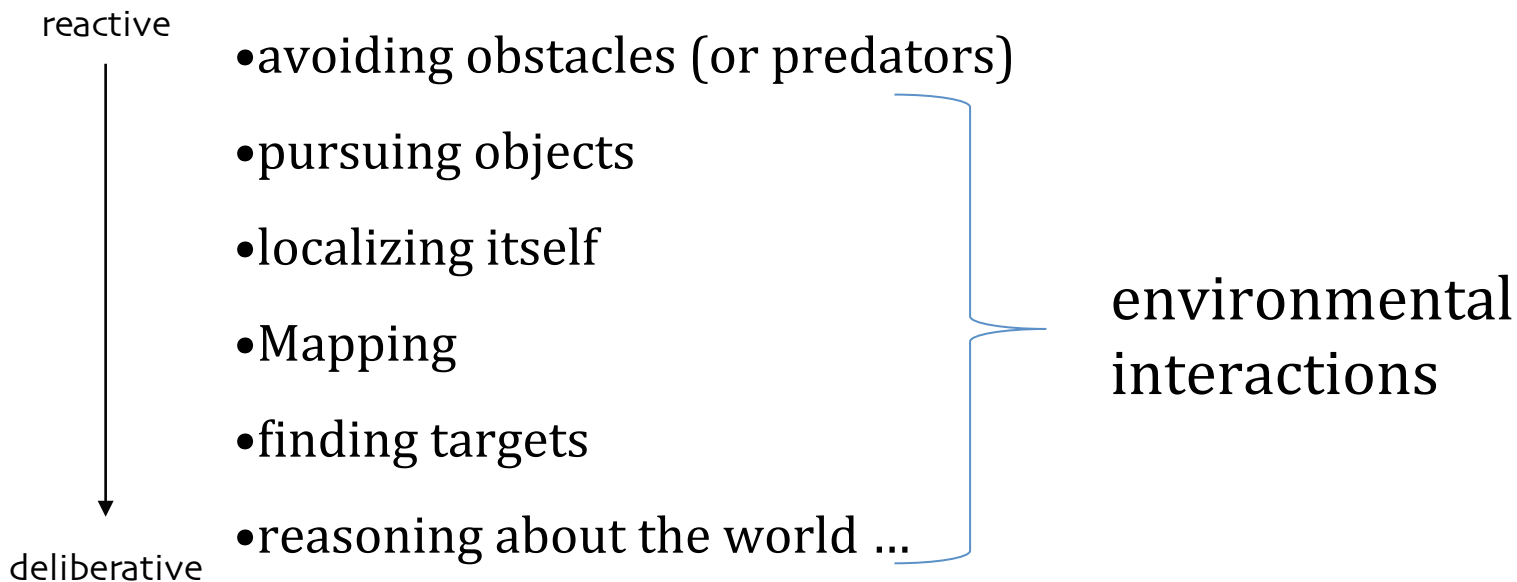 reactive
•avoiding obstacles (or predators)
•pursuing objects
•localizing itself
•Mapping
•finding targets
•reasoning about the world ...
deliberative
environmental
interactions